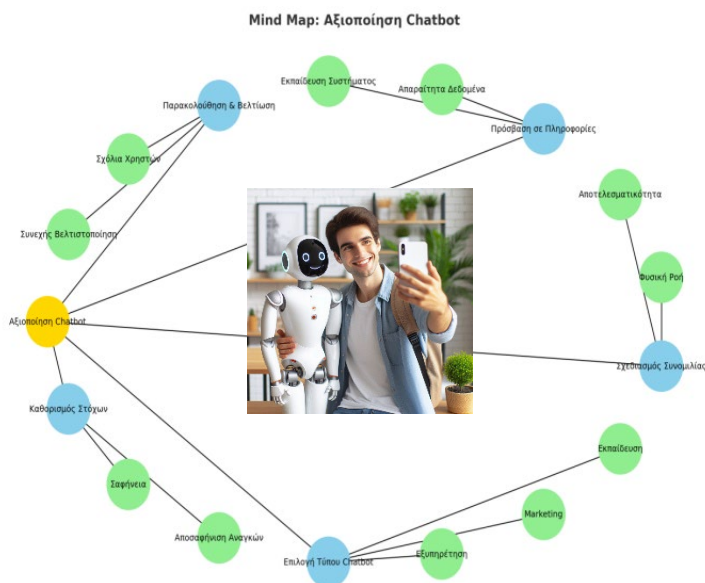 Mind Map: Αξιοποίηση Chatbot
Εκπαίδευση Συστήματος
Απαραίτητα Δεδομένα
Παρακολούθηση & Βελτίωση
Πρόσβαση σε Πληροφορίες
Σχόλια Χρηστών
Αποτελεσματικότητα
Συνεχής Βελτιστοποίηση
Φυσική Ροή
Αξιοποίηση Chatbot
Σχεδιασμός Συνομιλίας
Καθορισμός Στόχων
Εκπαίδευση
Σαφήνεια
Marketing
Αποσαφήνιση Αναγκών
Εξυπηρέτηση
Επιλογή Τύπου Chatbot